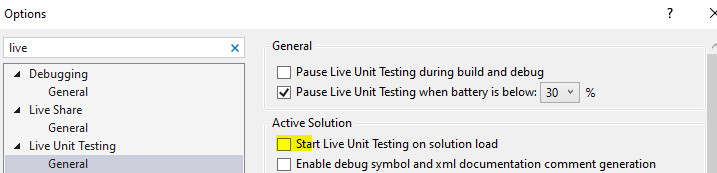 Options
?
live
Debugging
General
Live Share
General
Live Unit Testing
General
General
Pause Live Unit Testing during build and debug
Pause Live Unit Testing when battery is below: 30 %
Active Solution
Start Live Unit Testing on solution load
Enable debug symbol and xml documentation comment generation